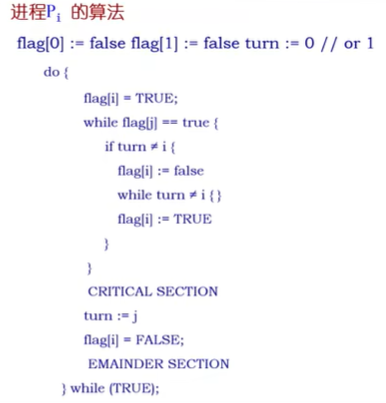 进程Pi 的算法
flag[0] := false flag[1] := false turn := 0 // or 1
do {
flag[i] = TRUE;
while flag[j] == true {
if turn ≠ i {
flag[i] := false
while turn ≠ i { }
flag[i] := TRUE
}
}
CRITICAL SECTION
turn := j
flag[i] = FALSE;
EMAINDER SECTION
} while (TRUE);